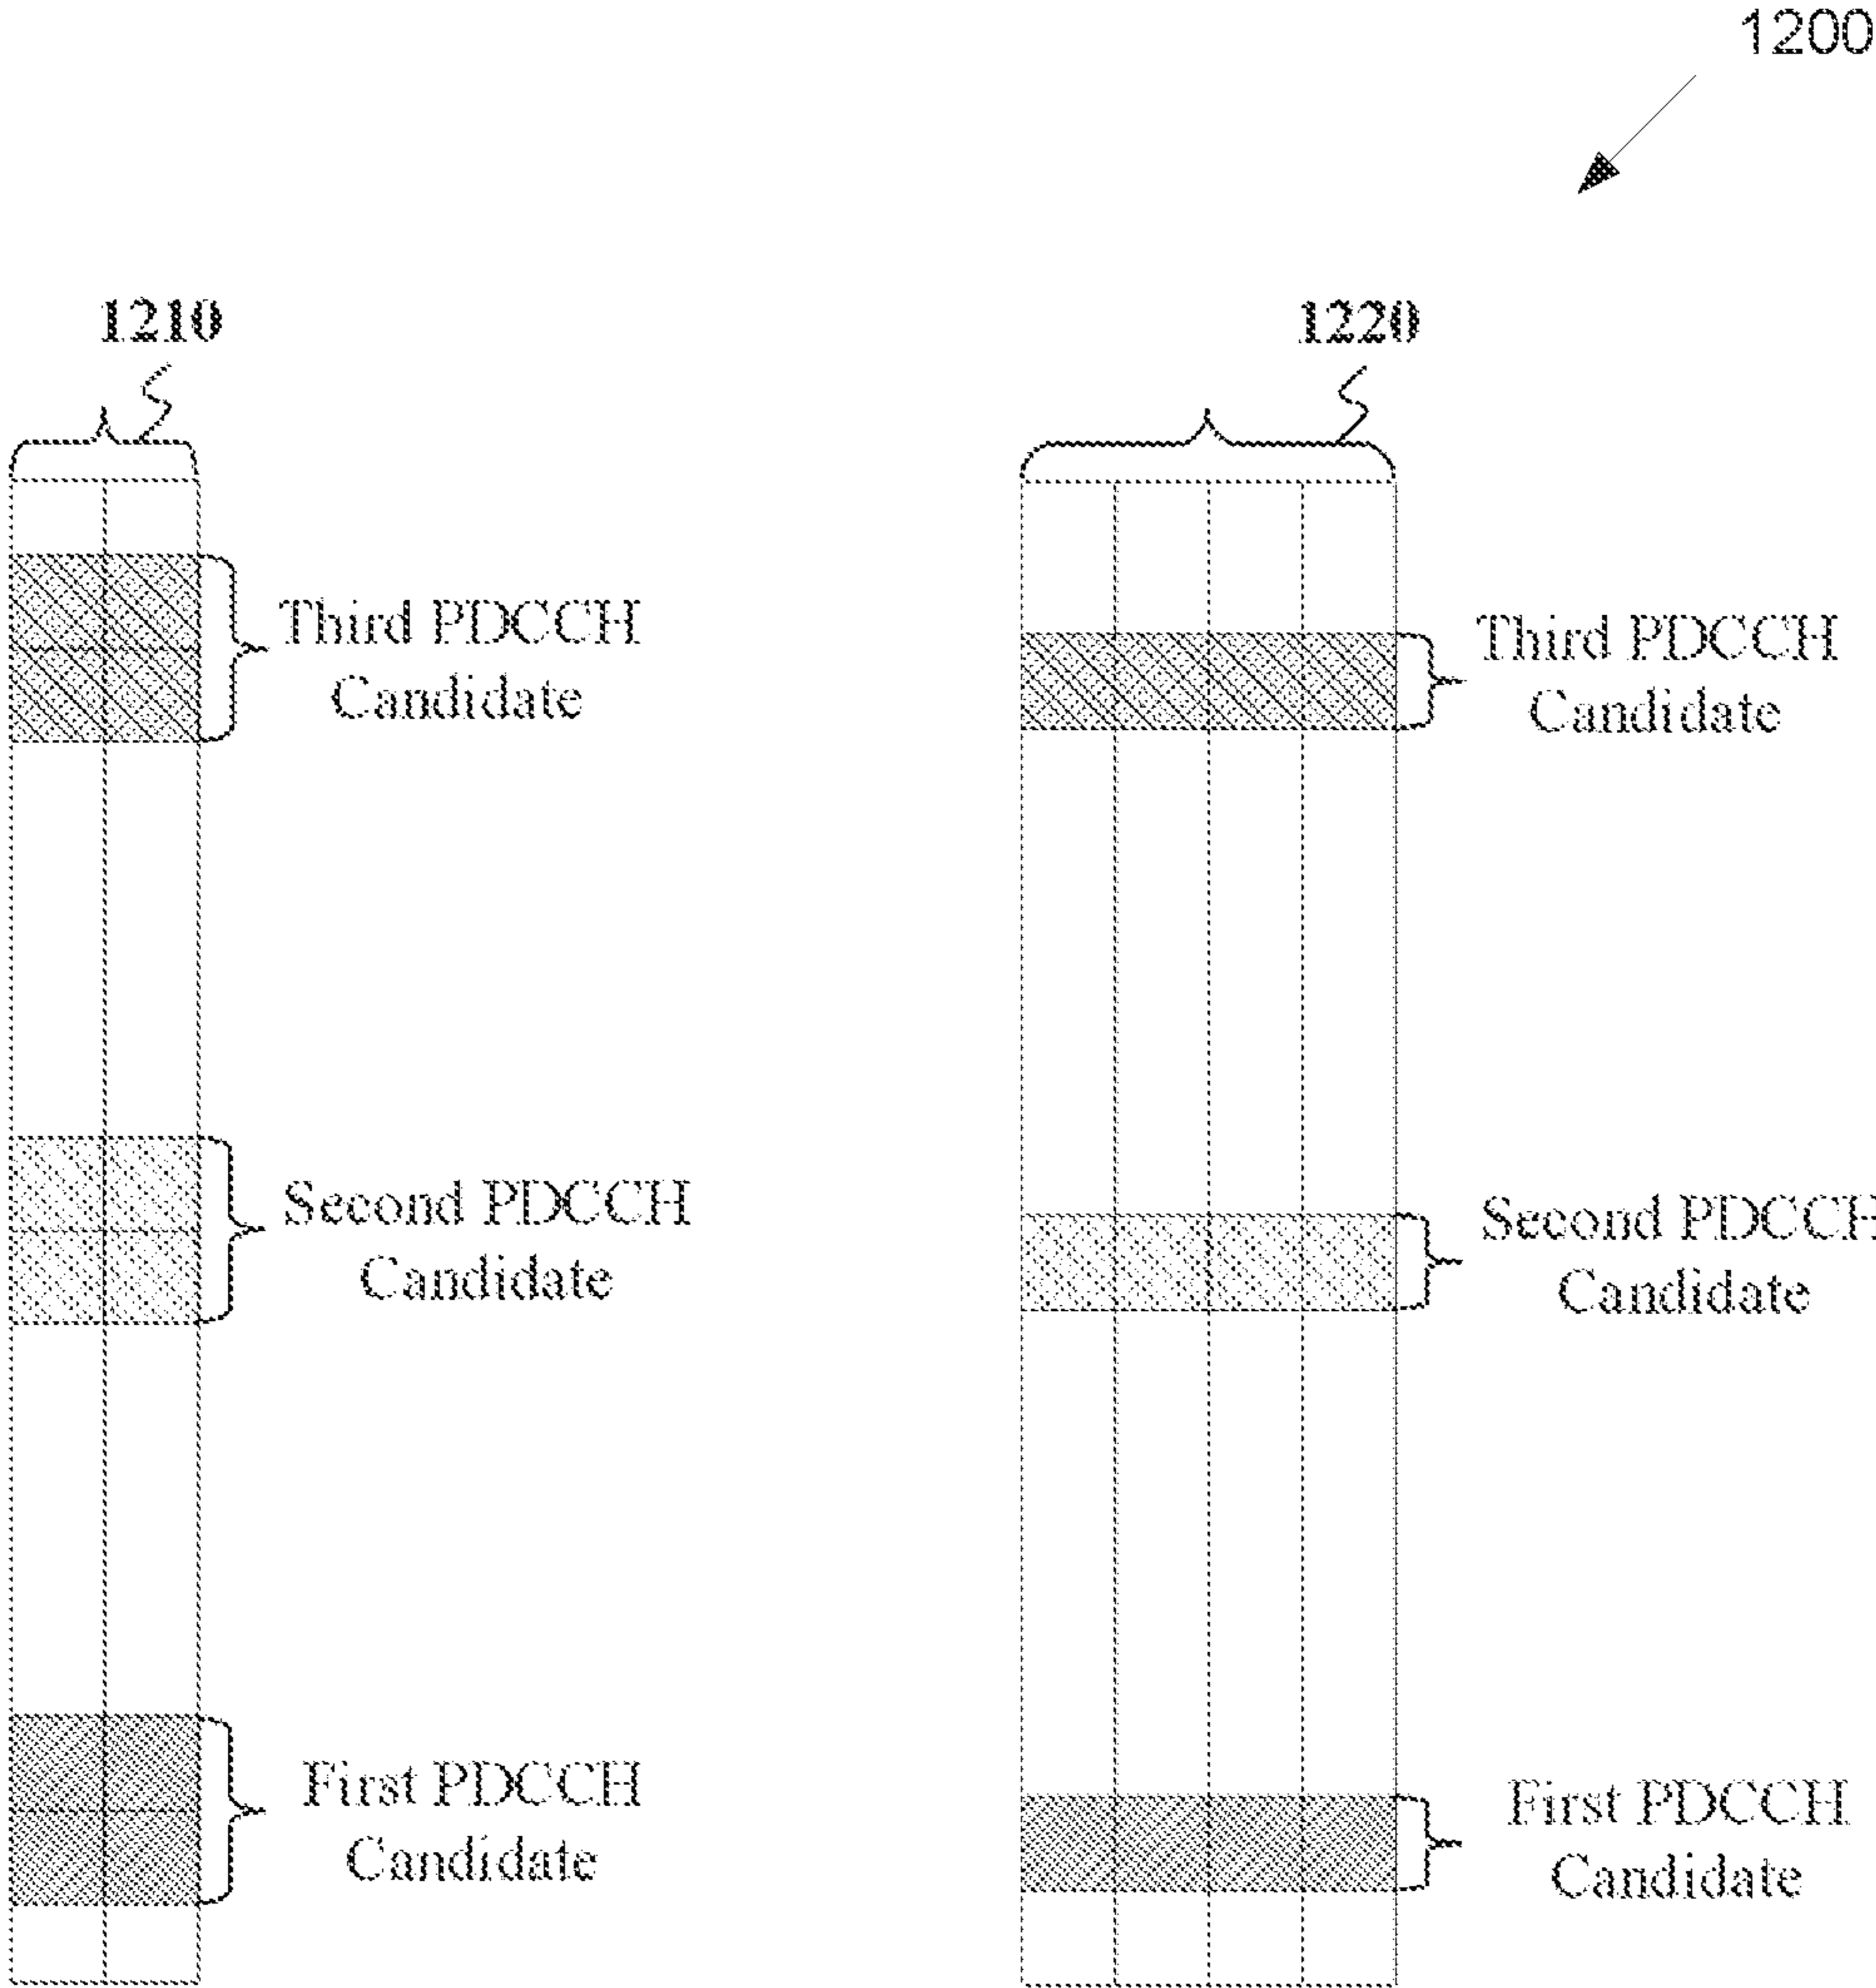 1200
1210
1220
Third PDCCH
Candidate
Third PDCCH
Candidate
Second PDCCH
Candidate
Second PDCCH
Candidate
First PDCCH
Candidate
First PDCCH
Candidate